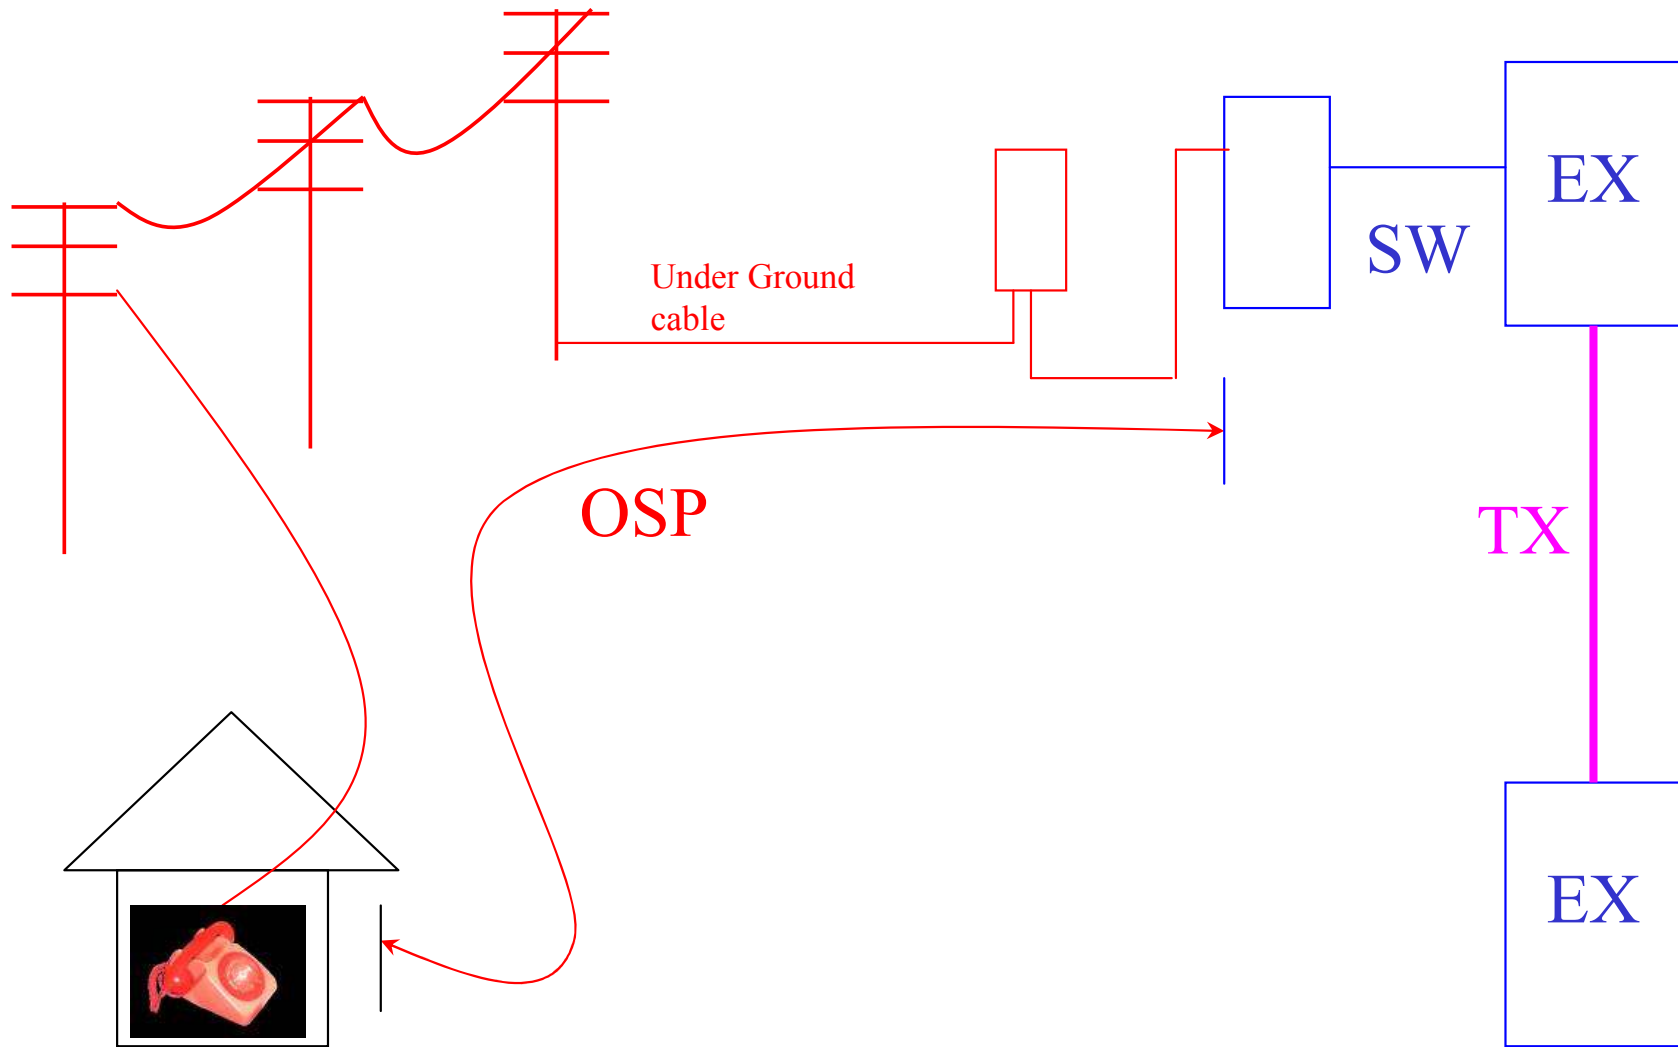 EX
SW
Under Ground
cable
OSP
TX
EX